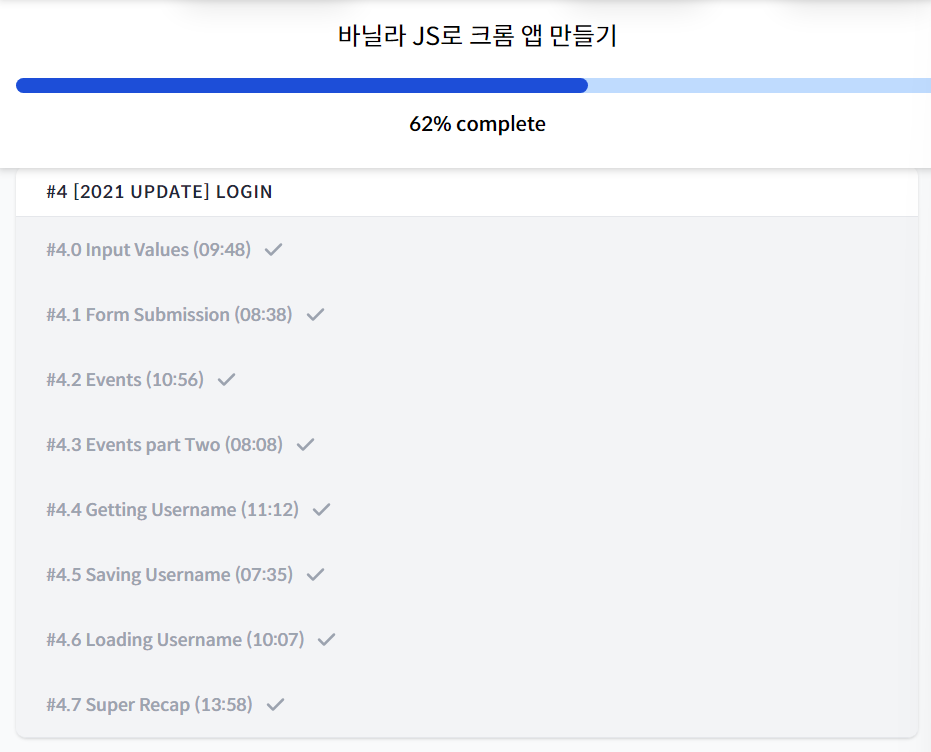 바닐라 JS로 크롬 앱 만들기
62% complete
#4 [2021 UPDATE] LOGIN
#4.0 Input Values (09:48)
#4.1 Form Submission (08:38)
#4.2 Events (10:56)
#4.3 Events part Two (08:08)
#4.4 Getting Username (11:12)
#4.5 Saving Username (07:35)
#4.6 Loading Username (10:07)
#4.7 Super Recap (13:58)